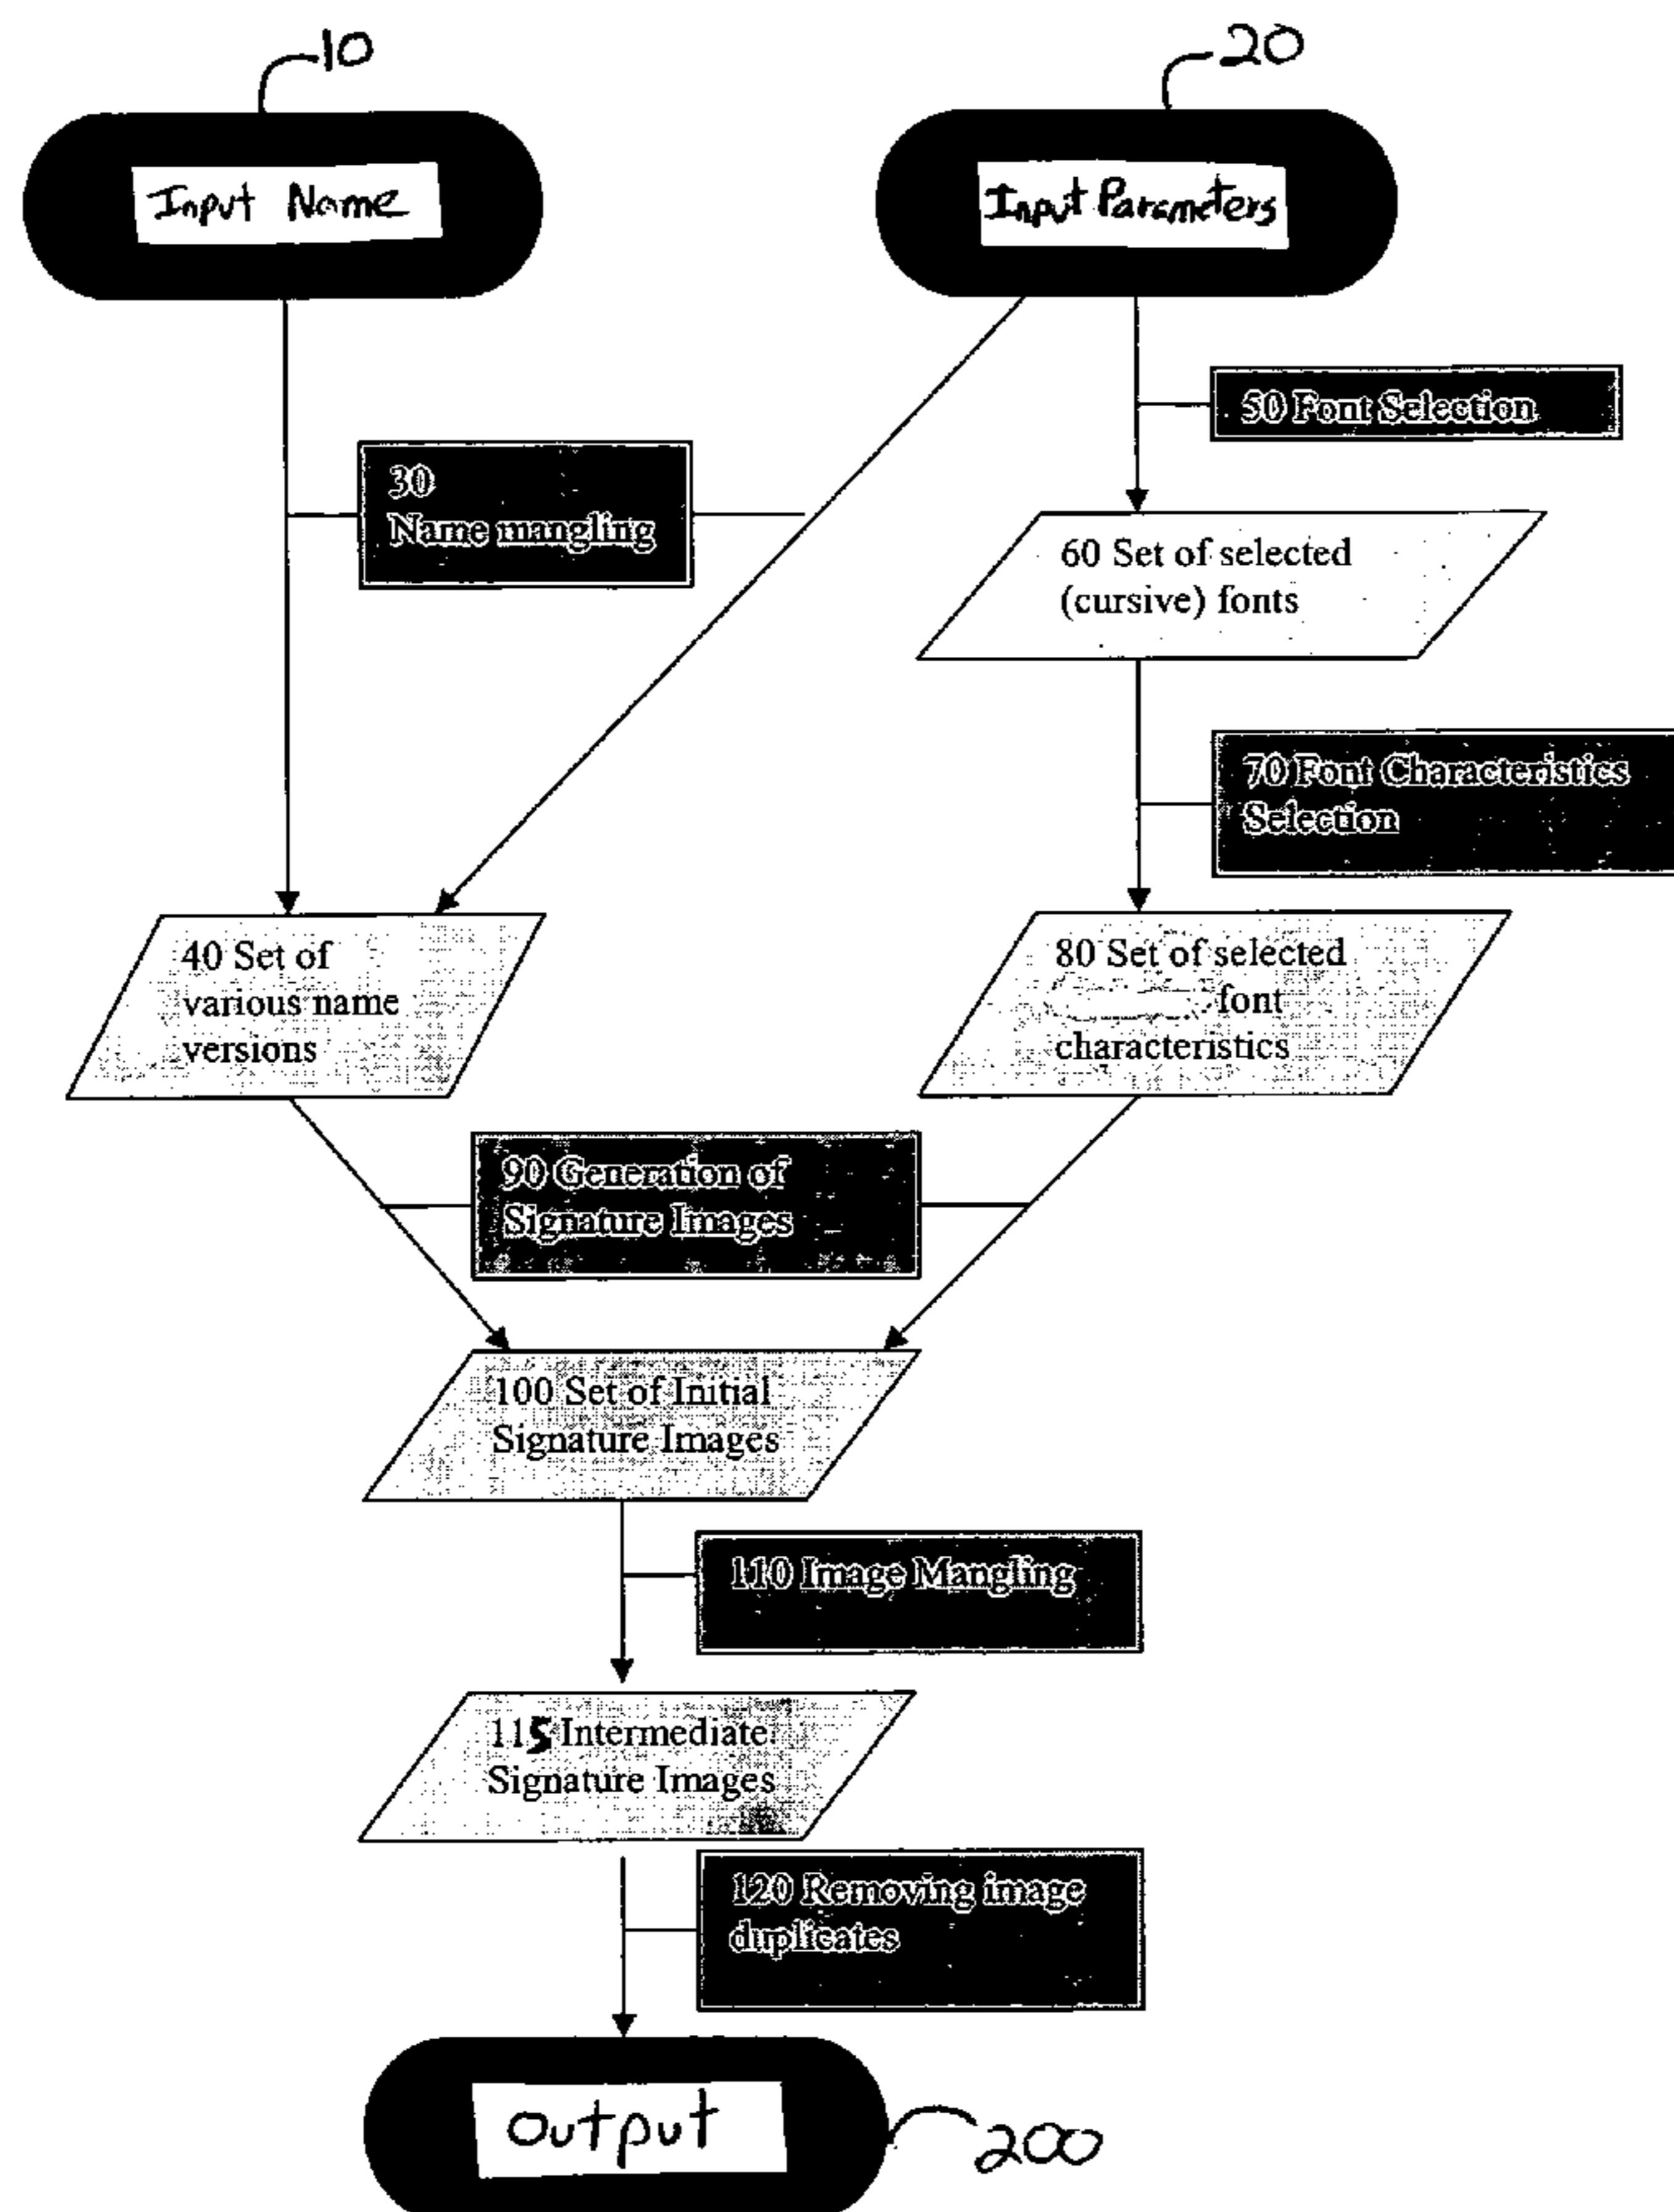 10
20
Input Name
Input Parameters
50 Font Selection
30
Name mangling
60 Set of selected
(cursive) fonts
70 Font Characteristics
Selection
40 Set of
various name
versions
80 Set of selected
font
characteristics
90 Generation of
Signature Images
100 Set of Initial
Signature Images
110 Image Mangling
115 Intermediate
Signature Images
120 Removing image
duplicates
Output
200